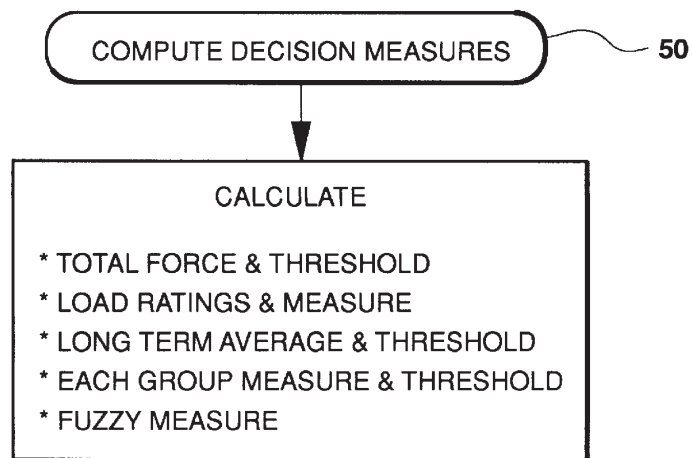 COMPUTE DECISION MEASURES 50
CALCULATE
* TOTAL FORCE & THRESHOLD
* LOAD RATINGS & MEASURE
* LONG TERM AVERAGE & THRESHOLD
* EACH GROUP MEASURE & THRESHOLD
* FUZZY MEASURE